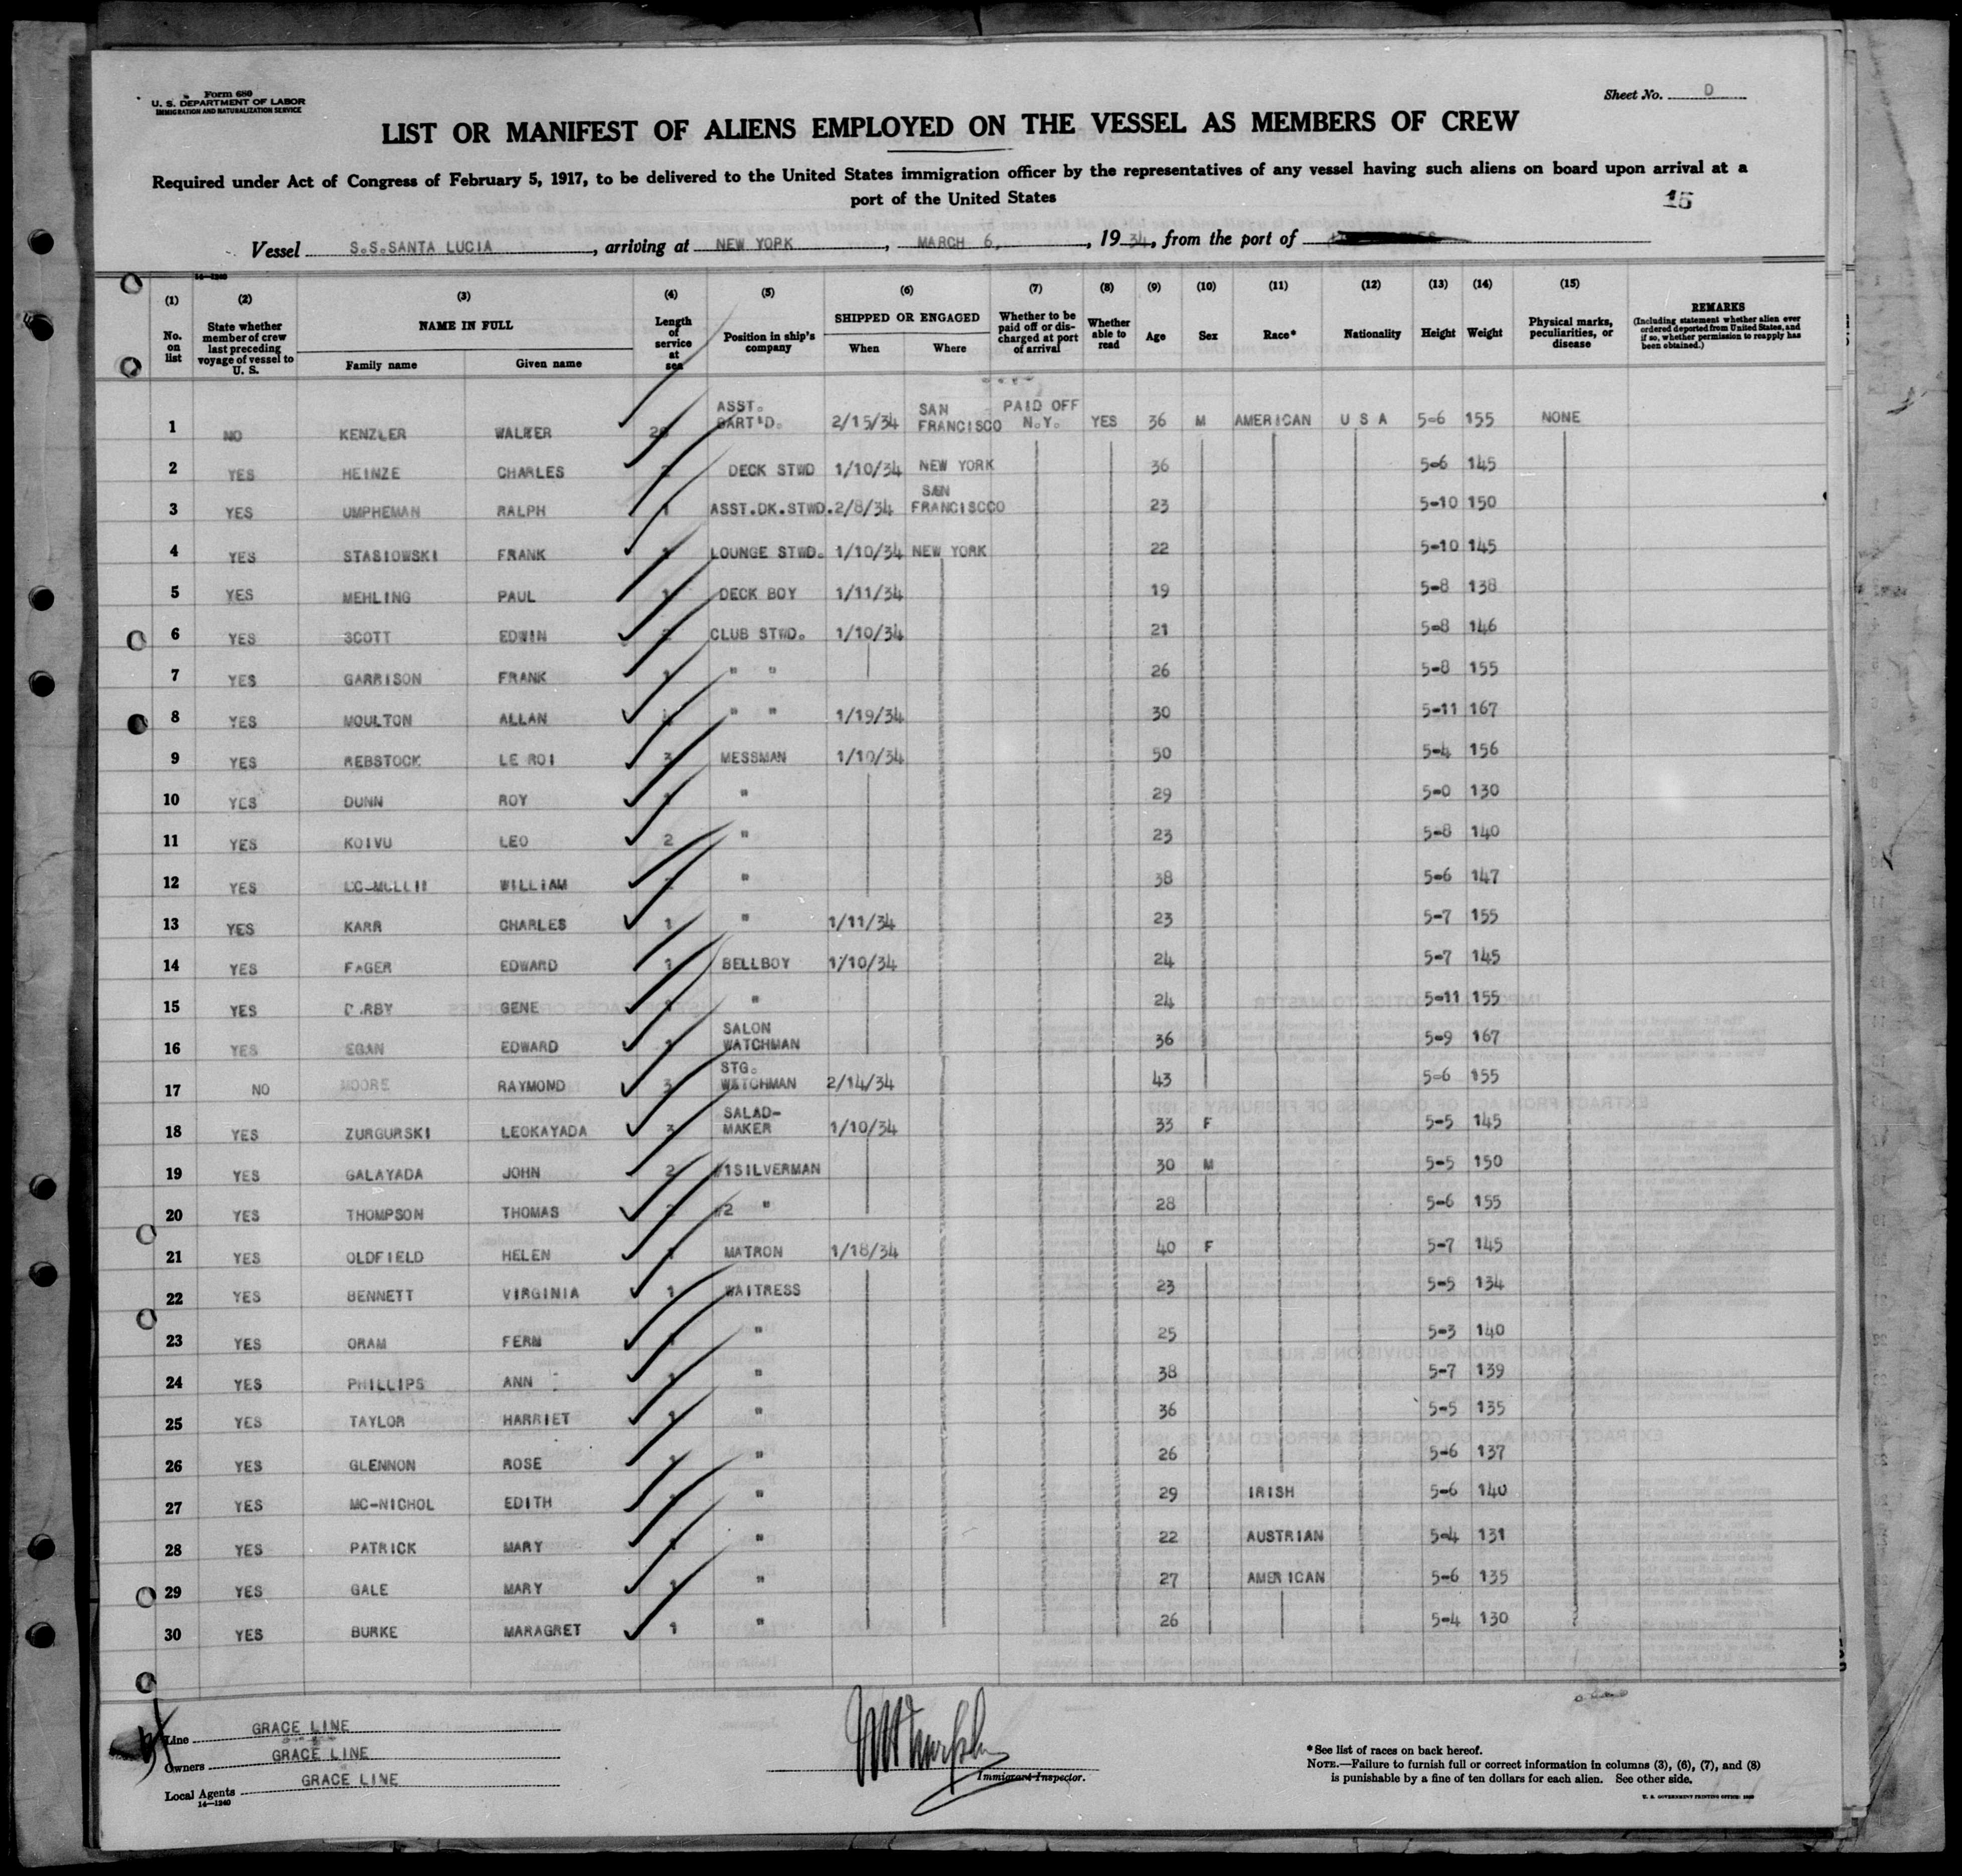 Form 680
U. S. DEPARTMENT OF LABOR
IMMIGRATION AND NATURALIZATION SERVICE
Sheet No. D
LIST OR MANIFEST OF ALIENS EMPLOYED ON THE VESSEL AS MEMBERS OF CREW
Required under Act of Congress of February 5, 1917, to be delivered to the United States immigration officer by the representatives of any vessel having such aliens on board upon arrival at a
port of the United States
15
Vessel S.S.SANTA LUCIA, arriving at NEW YORK, MARCH 6, 1934, from the port of
14—1240
(1) (2) (3) (4) (5) (6) (7) (8) (9) (10) (11) (12) (13) (14) (15)
No. on list State whether member of crew last preceding voyage of vessel to U. S. NAME IN FULL Family name Given name Length of service at sea Position in ship's company SHIPPED OR ENGAGED When Where Whether to be paid off or discharged at port of arrival Whether able to read Age Sex Race* Nationality Height Weight Physical marks, peculiarities, or disease REMARKS (Including statement whether alien ever ordered deported from United States, and if so, whether permission to reapply has been obtained.)
1 NO KENZLER WALKER ASST. BART'D. 2/15/34 SAN FRANCISCO PAID OFF N.Y. YES 36 M AMERICAN U S A 5-6 155 NONE
2 YES HEINZE CHARLES 2 DECK STWD 1/10/34 NEW YORK 36 5-6 145
3 YES UMPHEMAN RALPH 1 ASST.DK.STWD. 2/8/34 SAN FRANCISCCO 23 5-10 150
4 YES STASIOWSKI FRANK LOUNGE STWD. 1/10/34 NEW YORK 22 5-10 145
5 YES MEHLING PAUL 1 DECK BOY 1/11/34 19 5-8 138
6 YES SCOTT EDWIN CLUB STWD. 1/10/34 21 5-8 146
7 YES GARRISON FRANK 1 " " 26 5-8 155
8 YES MOULTON ALLAN " " 1/19/34 30 5-11 167
9 YES REBSTOCK LE ROI 3 MESSMAN 1/10/34 50 5-4 156
10 YES DUNN ROY " 29 5-0 130
11 YES KOIVU LEO 2 " 23 5-8 140
12 YES WILLIAM " 38 5-6 147
13 YES KARR CHARLES 1 " 1/11/34 23 5-7 155
14 YES FAGER EDWARD 1 BELLBOY 1/10/34 24 5-7 145
15 YES GENE " 24 5-11 155
16 YES EGAN EDWARD 1 SALON WATCHMAN 36 5-9 167
17 NO MOORE RAYMOND 3 STG. WATCHMAN 2/14/34 43 5-6 155
18 YES ZURGURSKI LEOKAYADA 3 SALAD-MAKER 1/10/34 33 F 5-5 145
19 YES GALAYADA JOHN 2 #1SILVERMAN 30 M 5-5 150
20 YES THOMPSON THOMAS 2 #2 " 28 5-6 155
21 YES OLDFIELD HELEN 1 MATRON 1/18/34 40 F 5-7 145
22 YES BENNETT VIRGINIA 1 WAITRESS 23 5-5 134
23 YES ORAM FERM 1 " 25 5-3 140
24 YES PHILLIPS ANN 1 " 38 5-7 139
25 YES TAYLOR HARRIET 1 " 36 5-5 135
26 YES GLENNON ROSE 1 " 26 5-6 137
27 YES MC-NICHOL EDITH 1 " 29 IRISH 5-6 140
28 YES PATRICK MARY 1 " 22 AUSTRIAN 5-4 131
29 YES GALE MARY 1 " 27 AMERICAN 5-6 135
30 YES BURKE MARAGRET 1 " 26 5-4 130
Line GRACE LINE
Owners GRACE LINE
Local Agents GRACE LINE
14—1240
Immigrant Inspector.
*See list of races on back hereof.
NOTE.—Failure to furnish full or correct information in columns (3), (6), (7), and (8)
is punishable by a fine of ten dollars for each alien. See other side.
U. S. GOVERNMENT PRINTING OFFICE